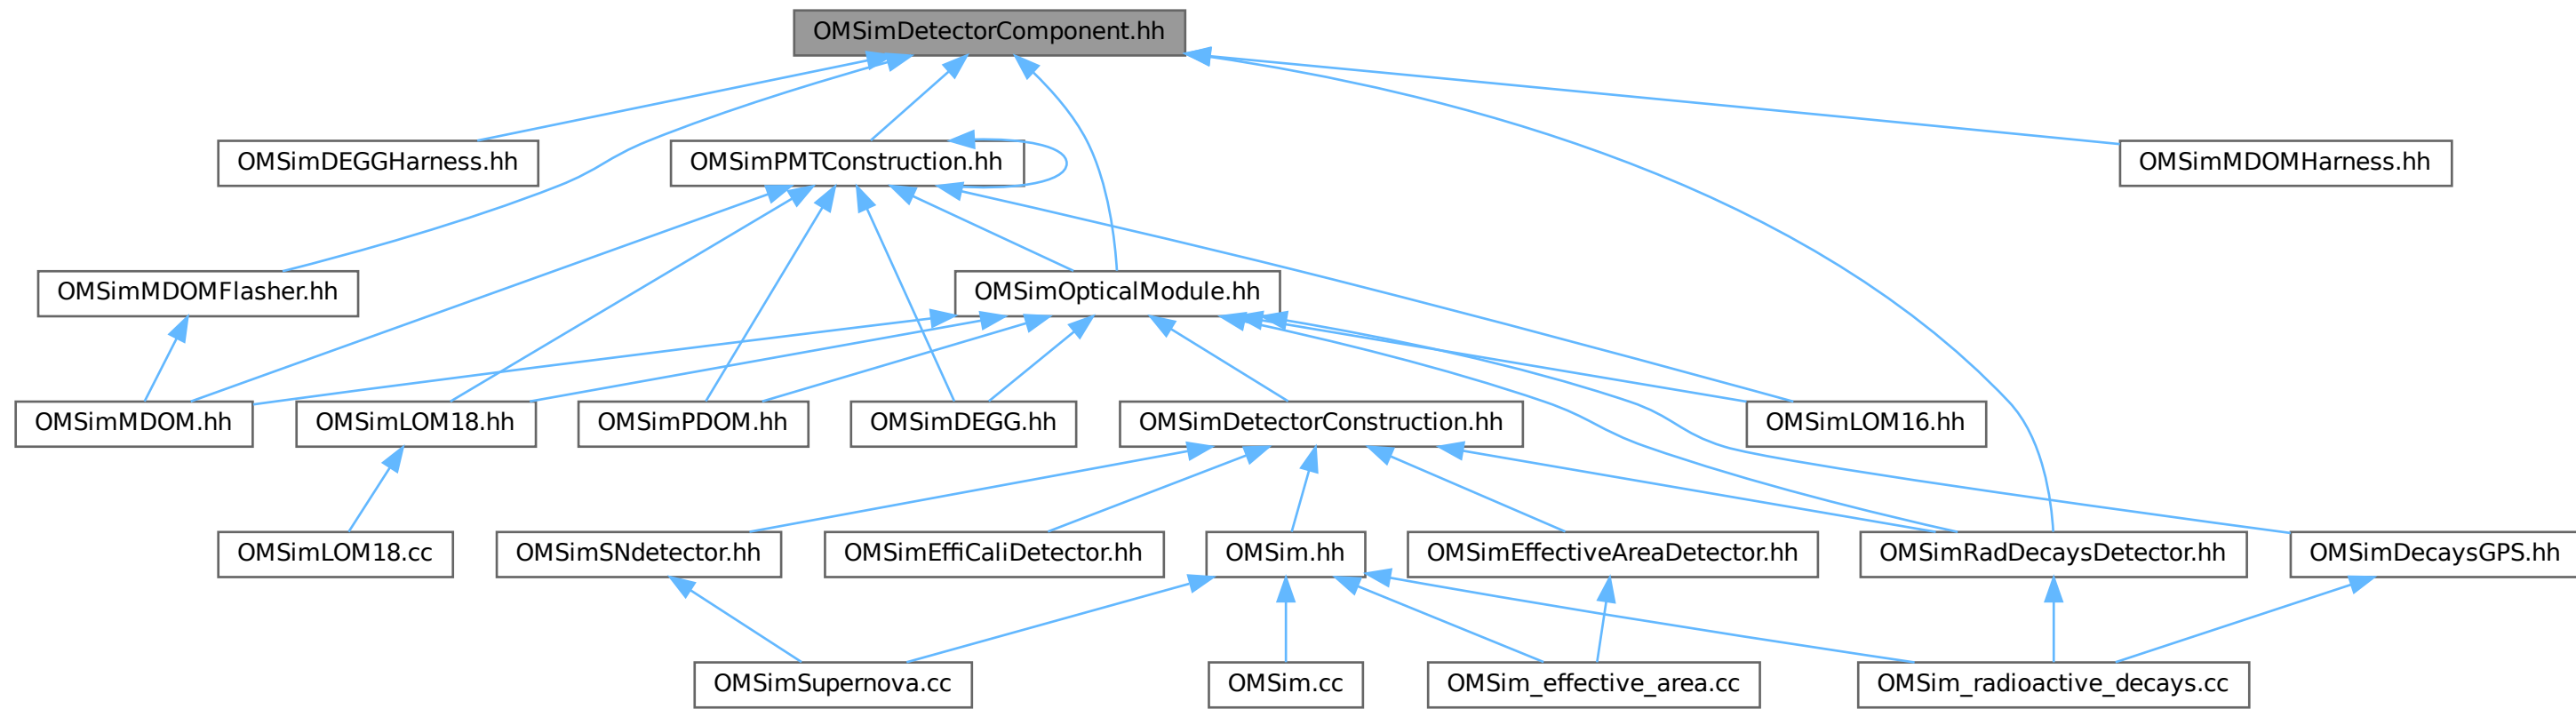 OMSimDetectorComponent.hh
OMSimDEGGHarness.hh
OMSimPMTConstruction.hh
OMSimMDOMHarness.hh
OMSimMDOMFlasher.hh
OMSimOpticalModule.hh
OMSimMDOM.hh
OMSimLOM18.hh
OMSimPDOM.hh
OMSimDEGG.hh
OMSimDetectorConstruction.hh
OMSimLOM16.hh
OMSimLOM18.cc
OMSimSNdetector.hh
OMSimEffiCaliDetector.hh
OMSim.hh
OMSimEffectiveAreaDetector.hh
OMSimRadDecaysDetector.hh
OMSimDecaysGPS.hh
OMSimSupernova.cc
OMSim.cc
OMSim_effective_area.cc
OMSim_radioactive_decays.cc